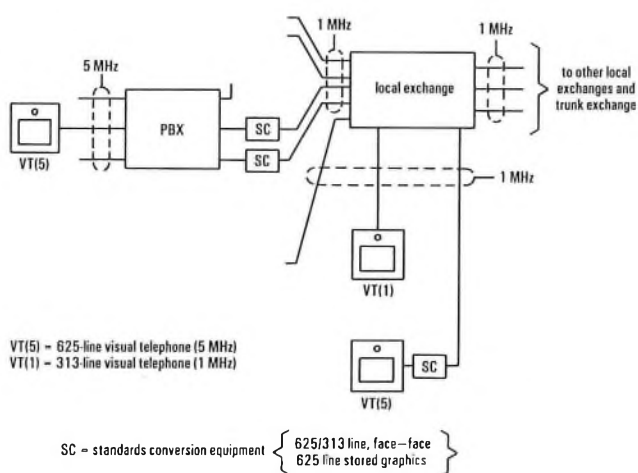 1 MHz
1 MHz
5 MHz
local exchange
to other local
exchanges and
trunk exchange
PBX
SC
SC
VT(5)
1 MHz
VT(1)
VT(5) = 625-line visual telephone (5 MHz)
VT(1) = 313-line visual telephone (1 MHz)
SC
VT(5)
SC = standards conversion equipment
625/313 line, face–face
625 line stored graphics